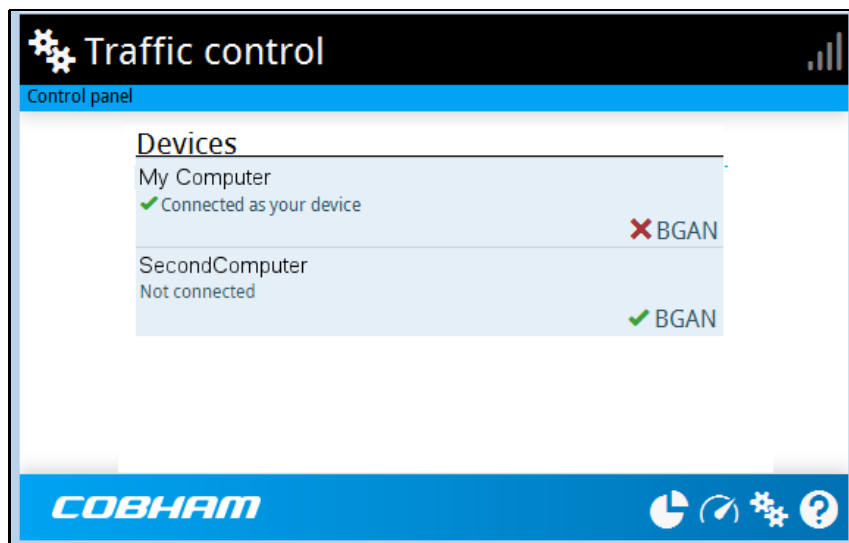 Traffic control
Control panel
Devices
My Computer
Connected as your device
BGAN
SecondComputer
Not connected
BGAN
COBHAM
?